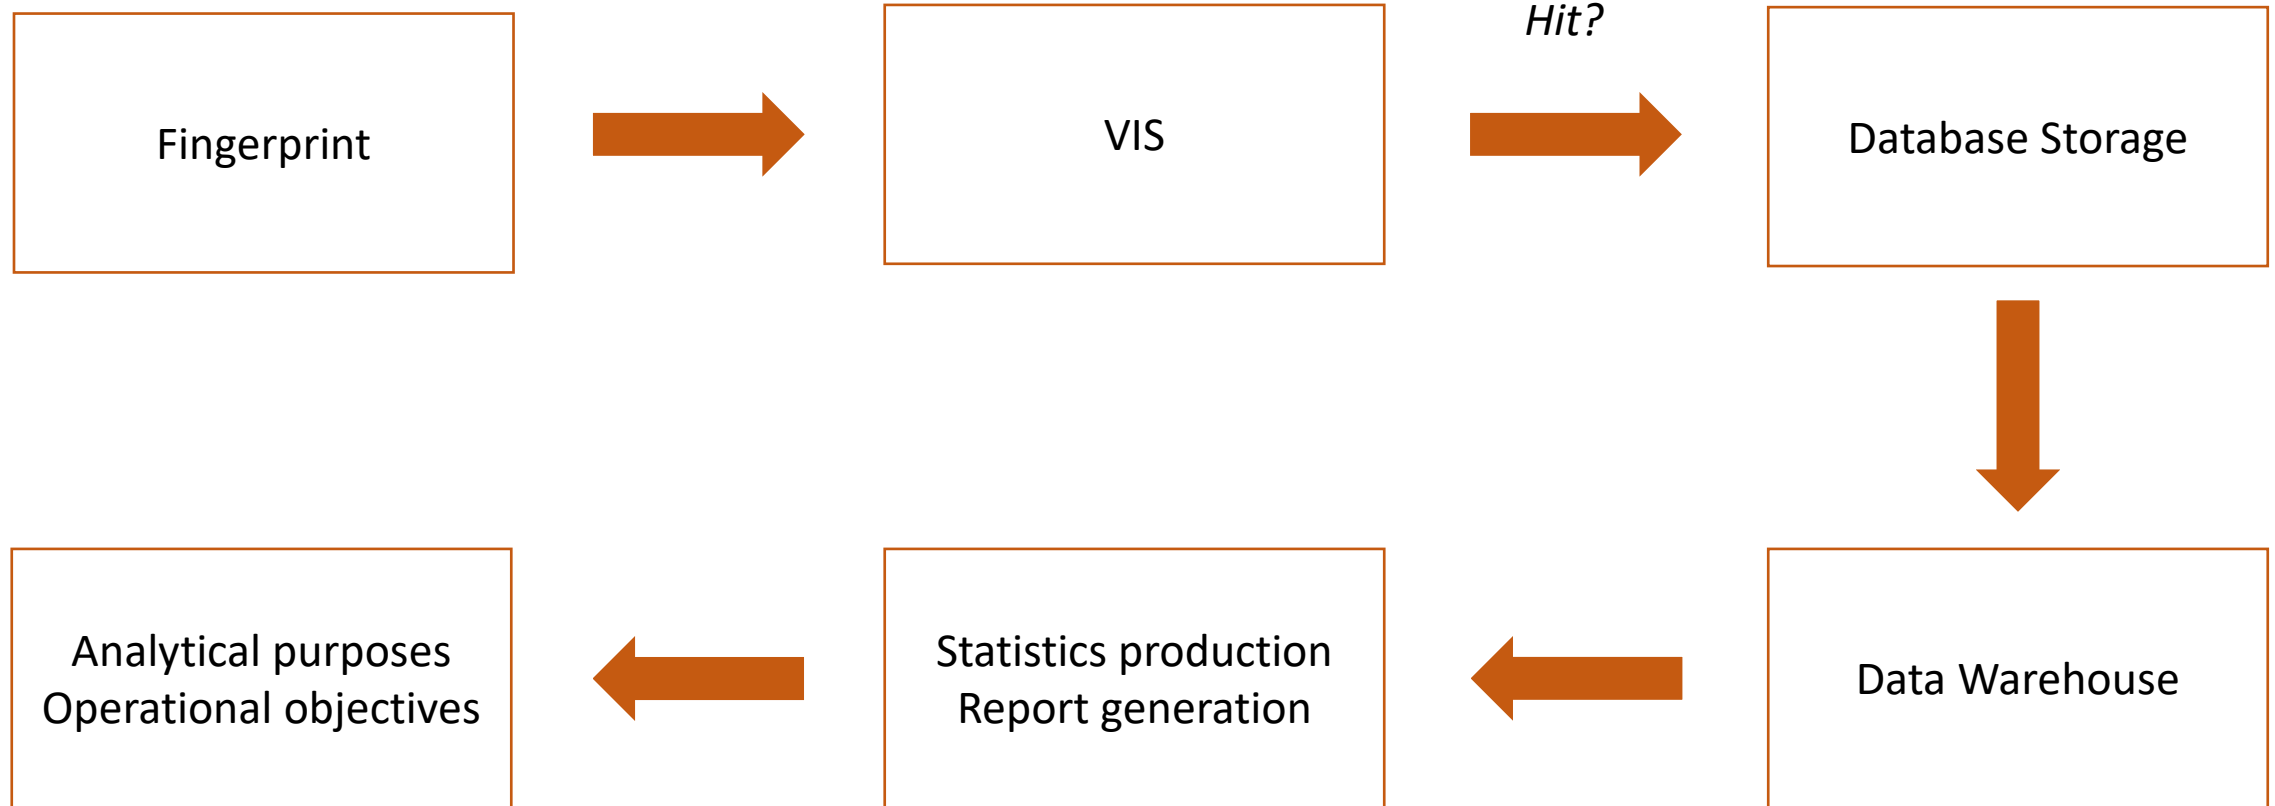 Fingerprint
VIS
Hit?
Database Storage
Data Warehouse
Statistics production
Report generation
Analytical purposes
Operational objectives